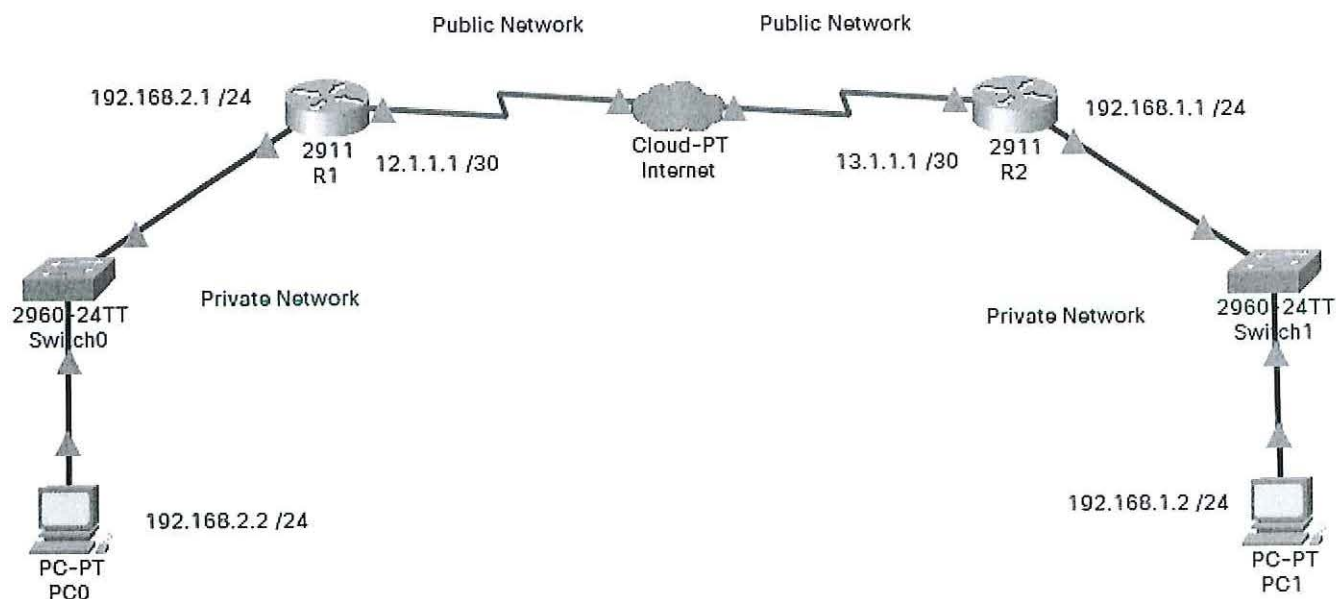 Public Network
Public Network
192.168.2.1 /24
2911
R1
12.1.1.1 /30
Cloud-PT
Internet
13.1.1.1 /30
2911
R2
192.168.1.1 /24
2960-24TT
Switch0
Private Network
Private Network
2960-24TT
Switch1
192.168.2.2 /24
PC-PT
PC0
192.168.1.2 /24
PC-PT
PC1